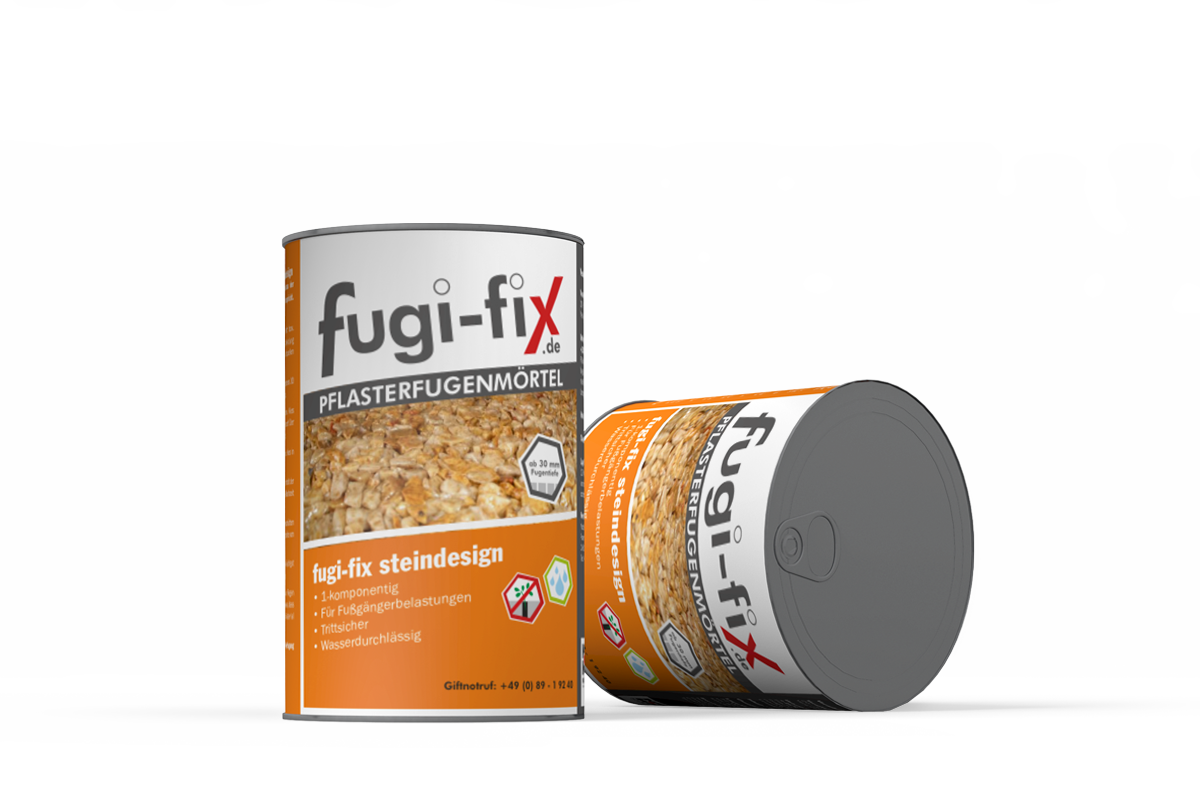 fugi-fix
.de
PFLASTERFUGENMÖRTEL
ab 30 mm
Fugentiefe
fugi-fix steindesign
• 1-komponentig
• Für Fußgängerbelastungen
• Trittsicher
• Wasserdurchlässig
Giftnotruf: +49 (0) 89 - 1 92 40
fugi-fix
.de
PFLASTERFUGENMÖRTEL
fugi-fix steindesign